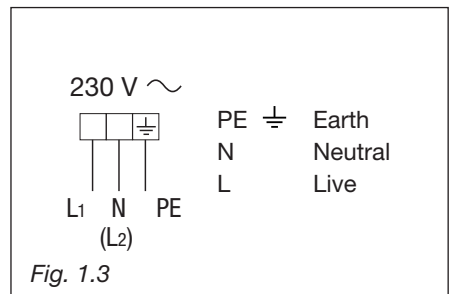 230 V ~
PE ⏚ Earth
N Neutral
L Live
L1 N PE
(L2)
Fig. 1.3